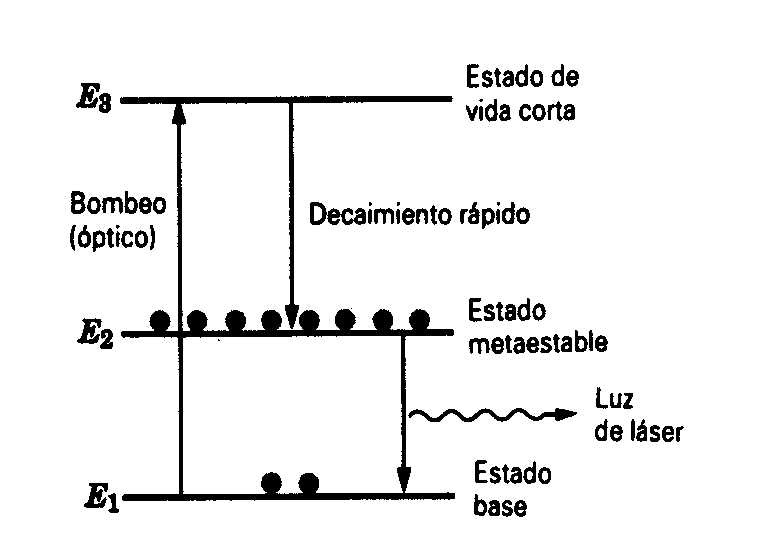 E3
Estado de
vida corta
Bombeo
(óptico)
Decaimiento rápido
E2
Estado
metaestable
Luz
de láser
E1
Estado
base